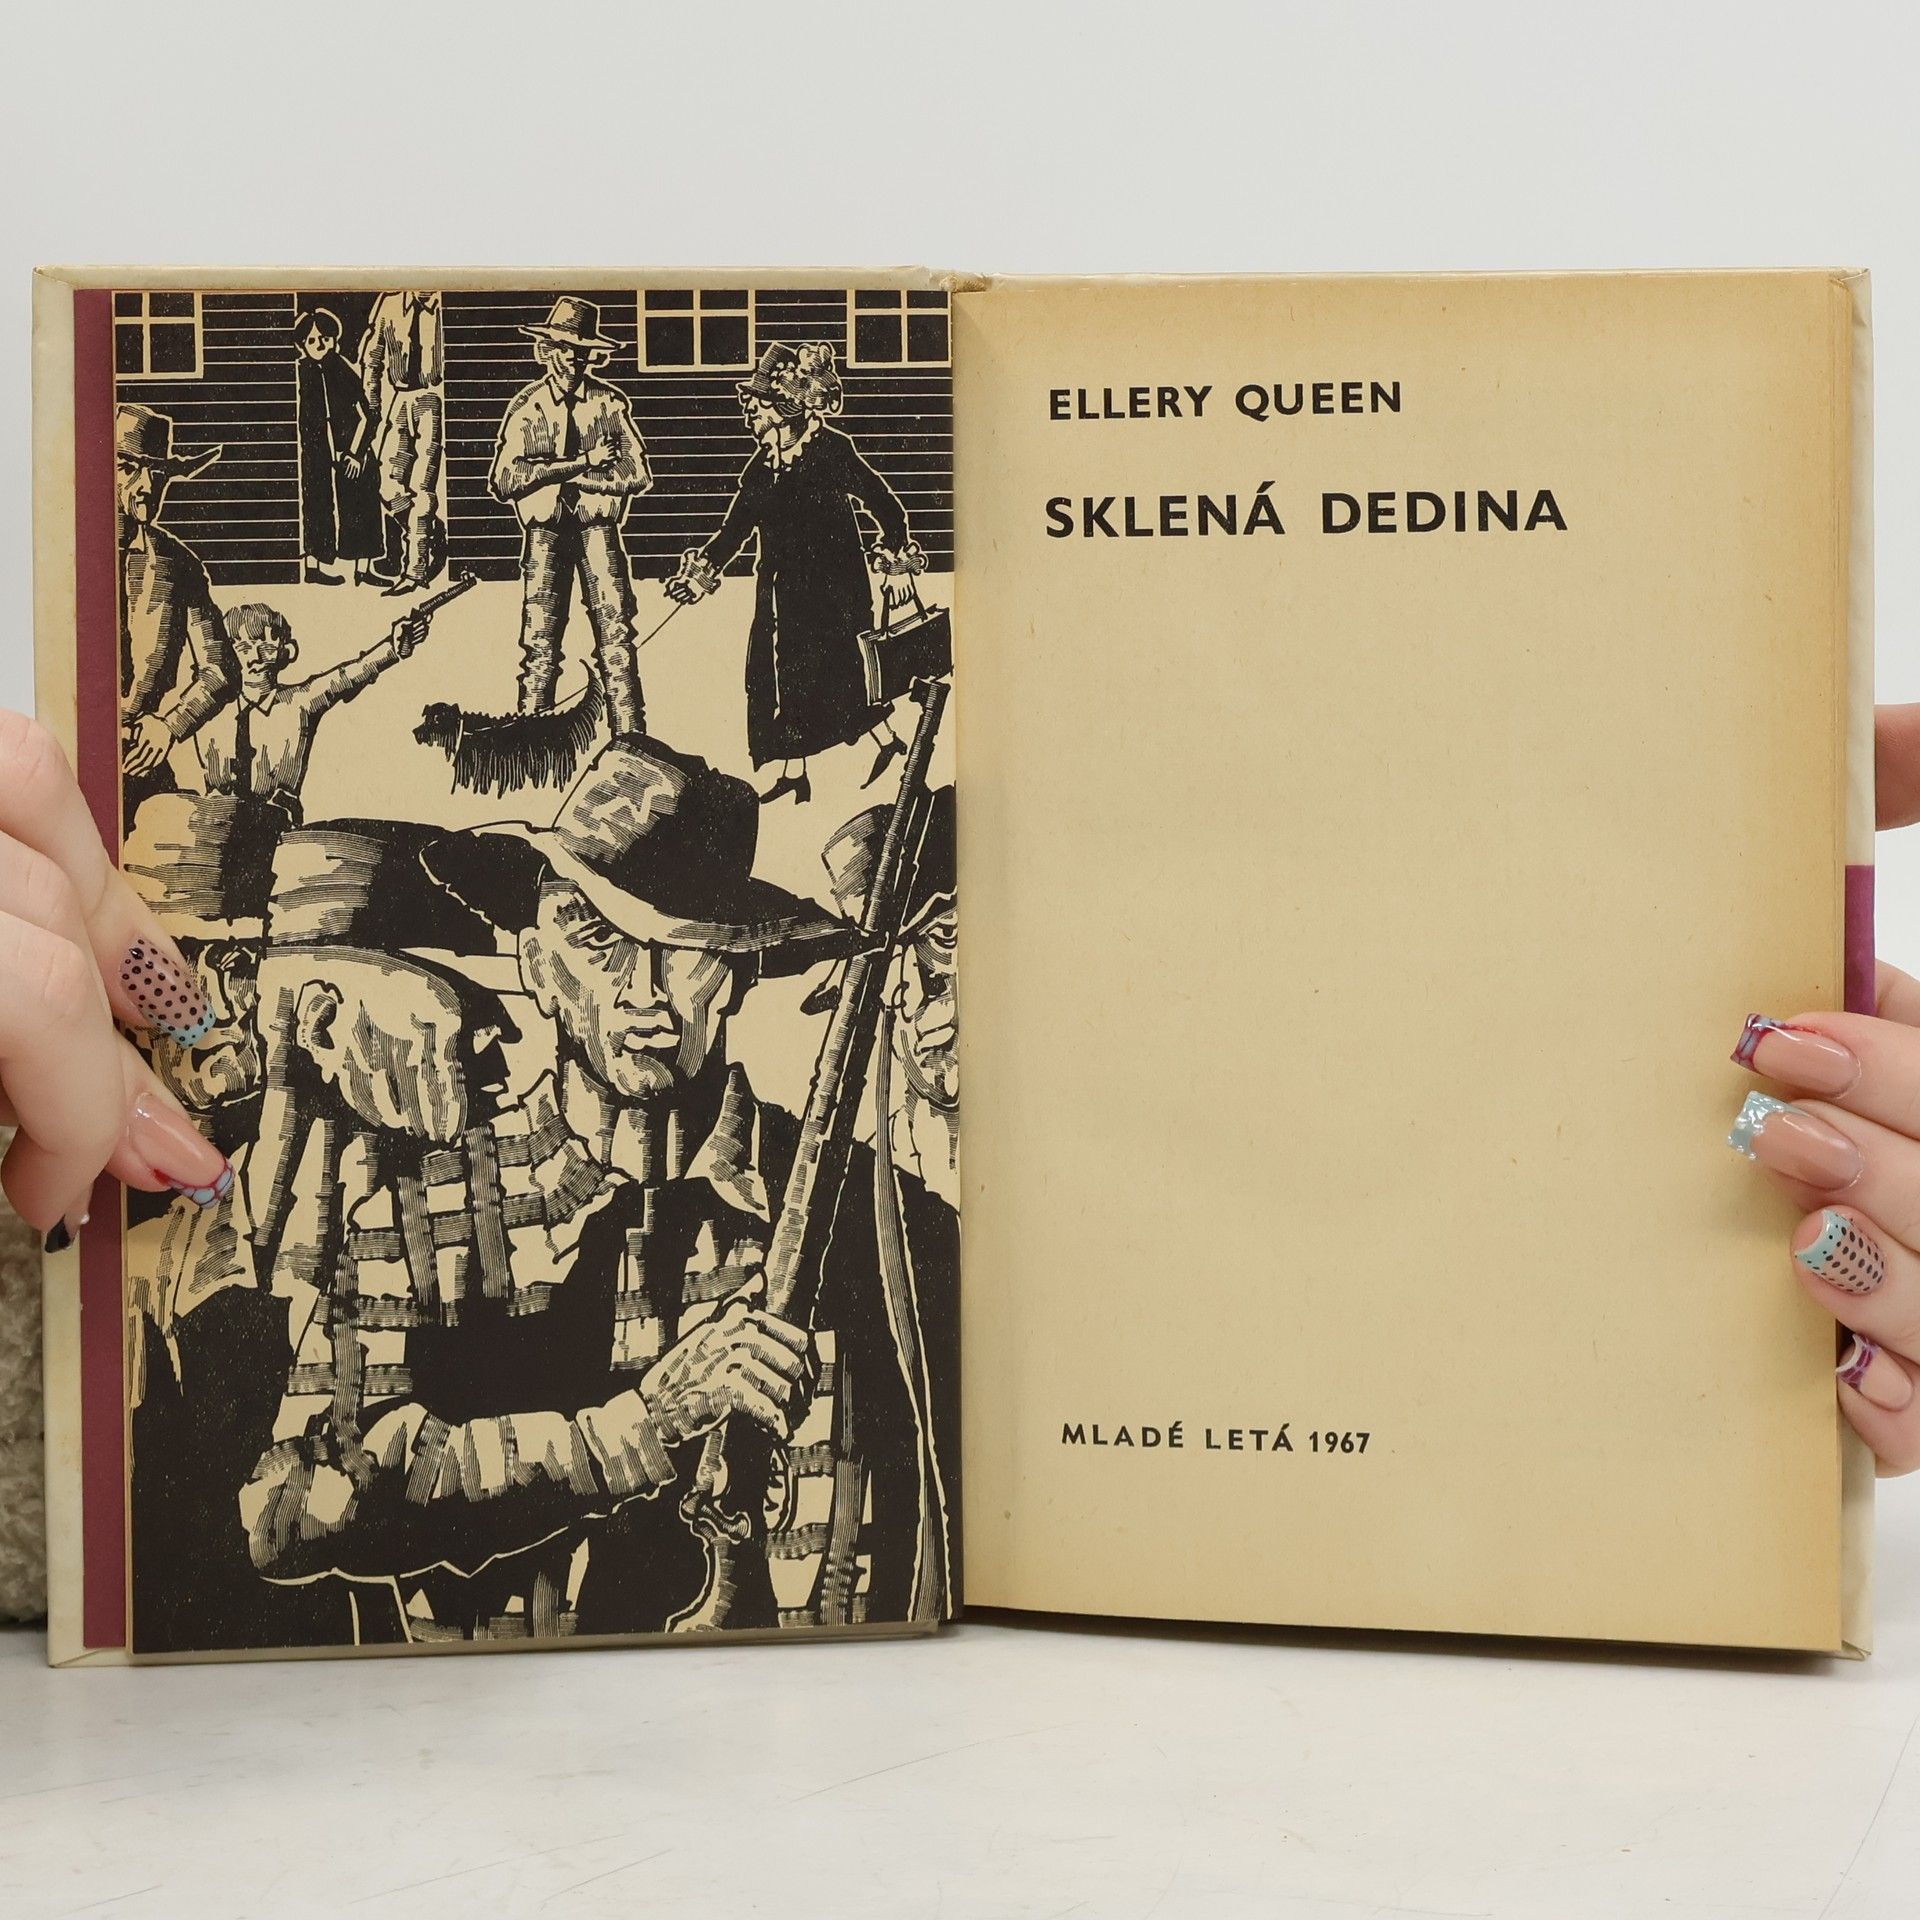 ELLERY QUEEN
SKLENÁ DEDINA
MLADÉ LETÁ 1967